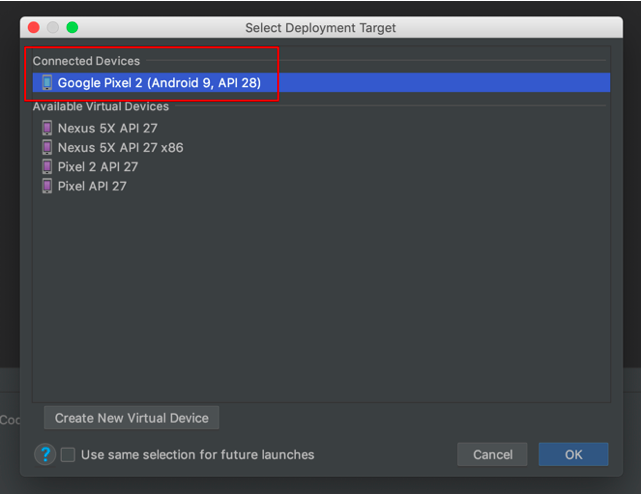 Select Deployment Target
Connected Devices
Google Pixel 2 (Android 9, API 28)
Available Virtual Devices
Nexus 5X API 27
Nexus 5X API 27 x86
Pixel 2 API 27
Pixel API 27
Coo
Create New Virtual Device
? Use same selection for future launches
Cancel
OK